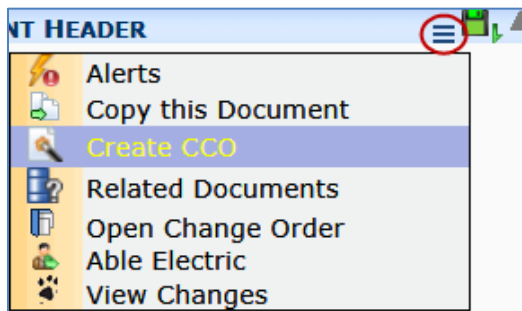 NT HEADER
Alerts
Copy this Document
Create CCO
Related Documents
Open Change Order
Able Electric
View Changes